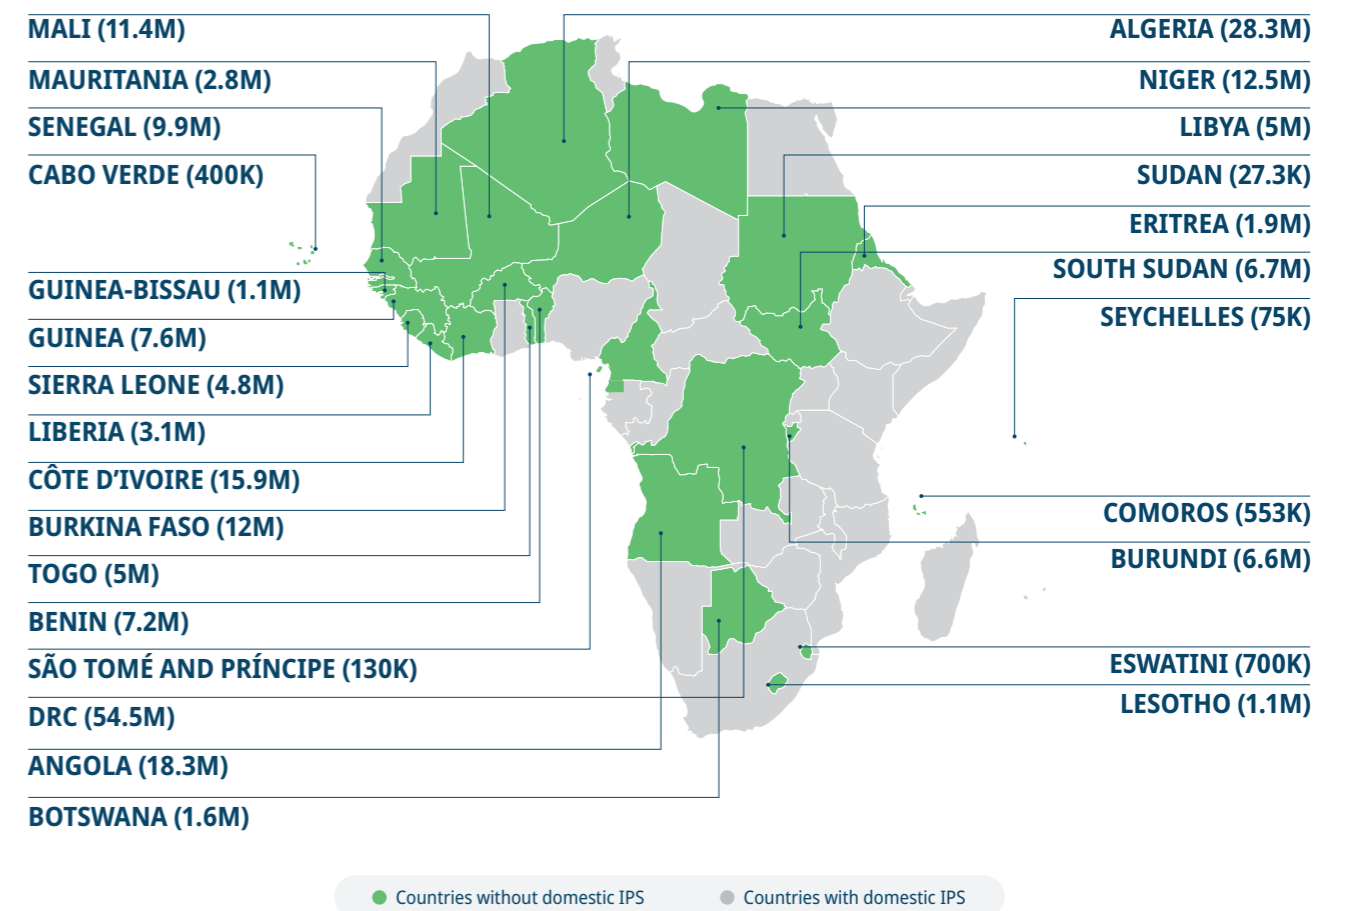 MALI (11.4M)
MAURITANIA (2.8M)
SENEGAL (9.9M)
CABO VERDE (400K)
GUINEA-BISSAU (1.1M)
GUINEA (7.6M)
SIERRA LEONE (4.8M)
LIBERIA (3.1M)
CÔTE D’IVOIRE (15.9M)
BURKINA FASO (12M)
TOGO (5M)
BENIN (7.2M)
SÃO TOMÉ AND PRÍNCIPE (130K)
DRC (54.5M)
ANGOLA (18.3M)
BOTSWANA (1.6M)
ALGERIA (28.3M)
NIGER (12.5M)
LIBYA (5M)
SUDAN (27.3K)
ERITREA (1.9M)
SOUTH SUDAN (6.7M)
SEYCHELLES (75K)
COMOROS (553K)
BURUNDI (6.6M)
ESWATINI (700K)
LESOTHO (1.1M)
Countries without domestic IPS
Countries with domestic IPS